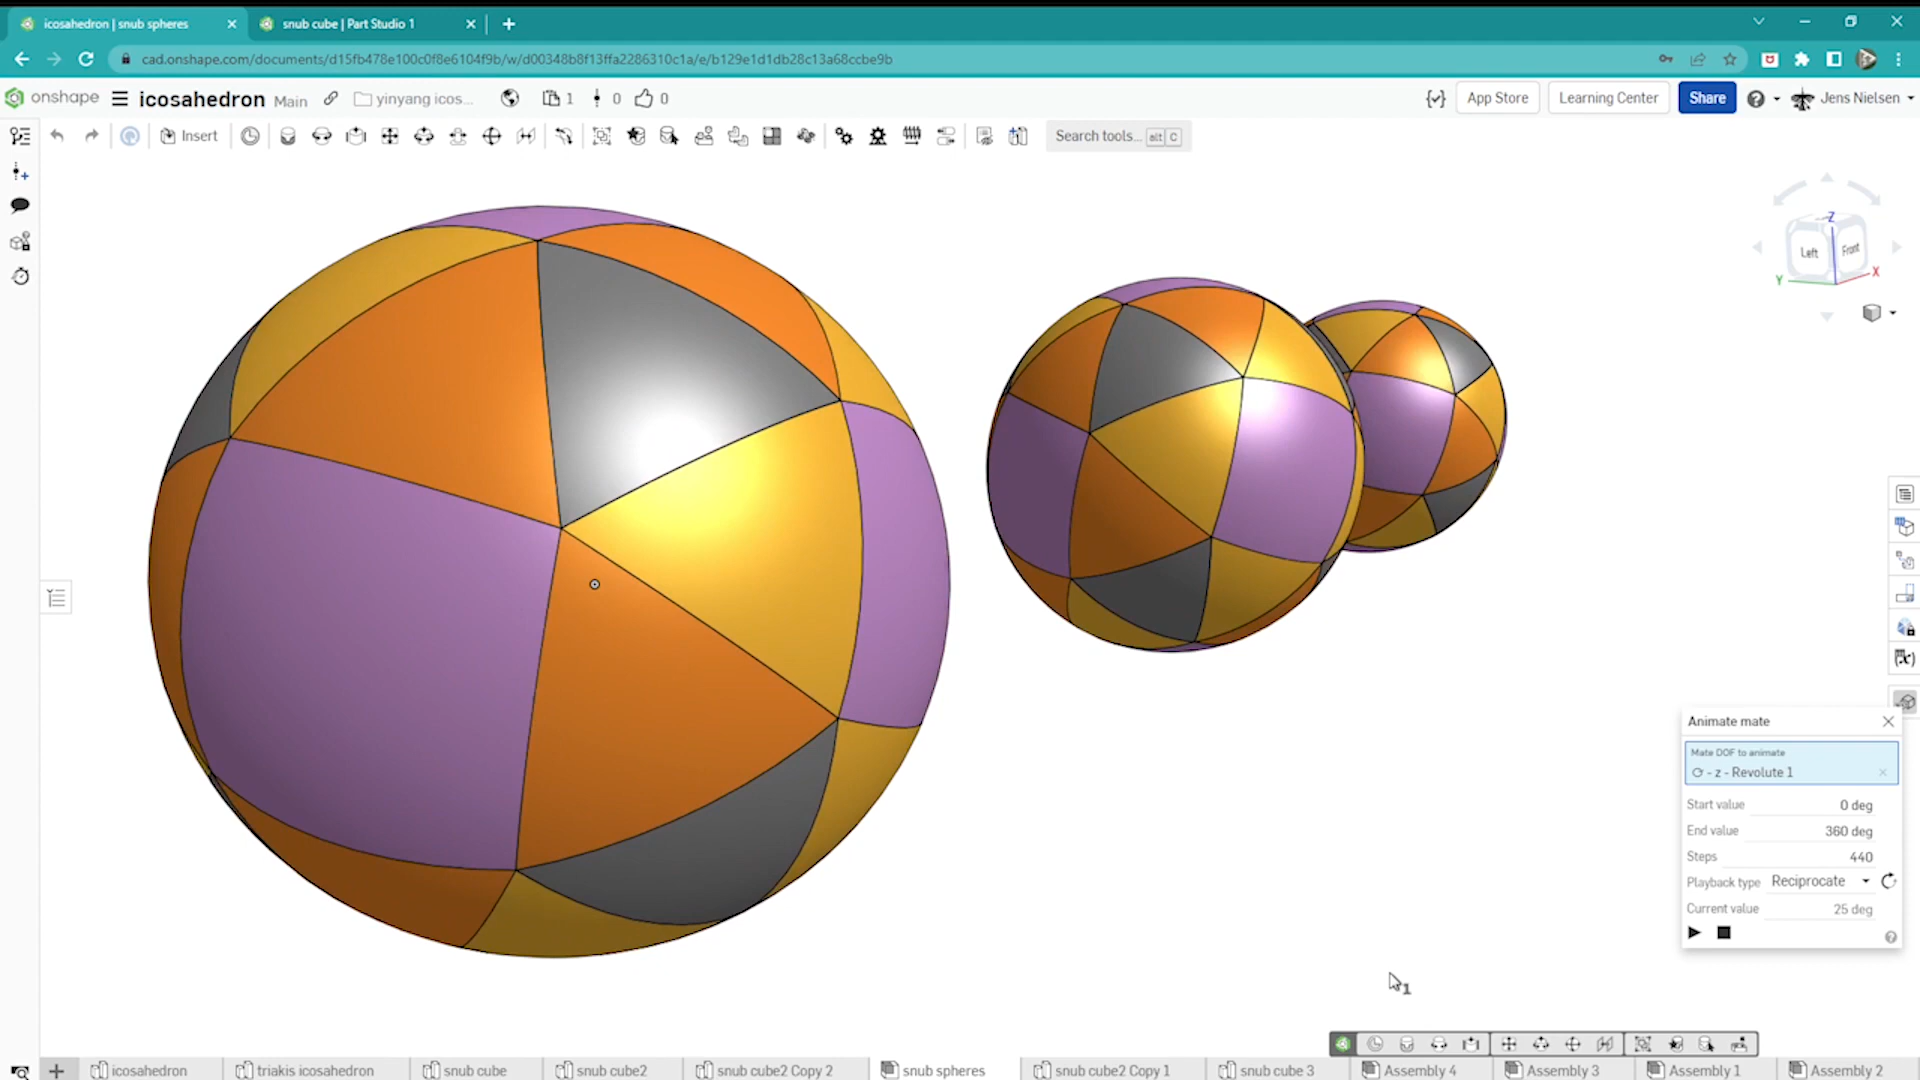 icosahedron | snub spheres
snub cube | Part Studio 1
cad.onshape.com/documents/d15fb478e100c0f8e6104f9b/w/d00348b8f13ffa2286310c1a/e/b129e1d1db28c13a68ccbe9b
onshape
icosahedron Main
yinyang icos...
1
0
0
App Store
Learning Center
Share
Jens Nielsen
Insert
Search tools... alt C
Z
Left
Front
Y
X
(x)
Animate mate
Mate DOF to animate
- z - Revolute 1
Start value 0 deg
End value 360 deg
Steps 440
Playback type Reciprocate
Current value 25 deg
1
icosahedron
triakis icosahedron
snub cube
snub cube2
snub cube2 Copy 2
snub spheres
snub cube2 Copy 1
snub cube 3
Assembly 4
Assembly 3
Assembly 1
Assembly 2